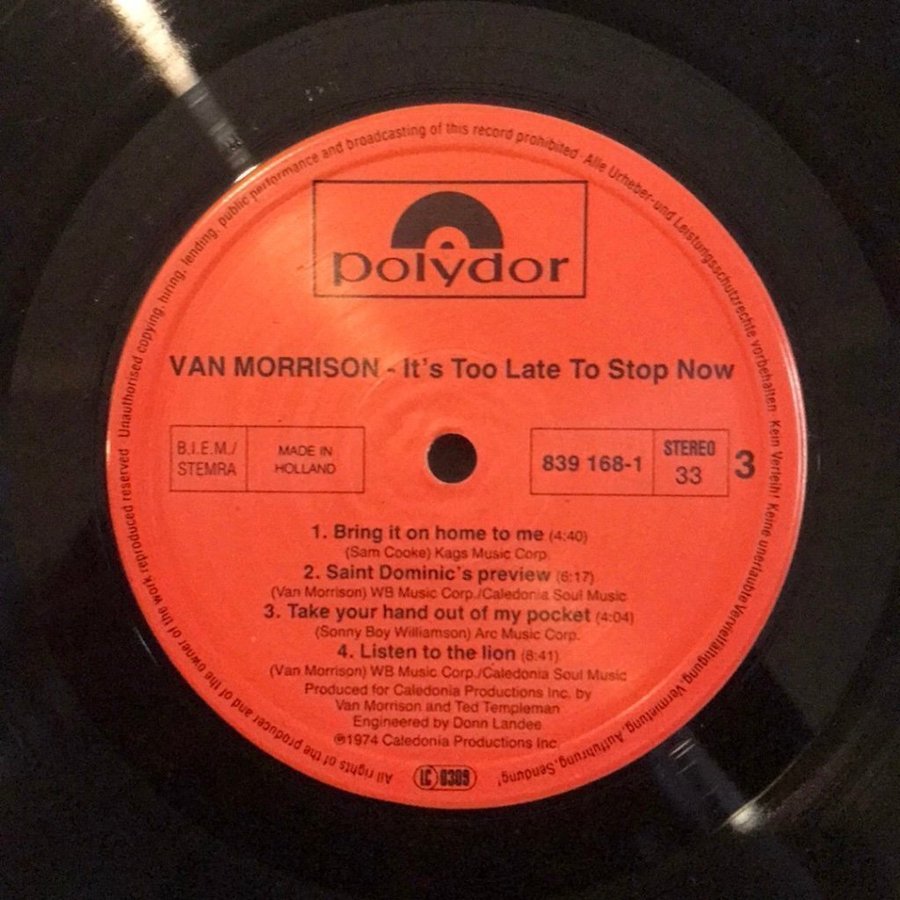 All rights of the producer and of the owner of the work reproduced reserved Unauthorised copying, hiring, lending, public performance and broadcasting of this record prohibited Alle Urheber-und Leistungsschutzrechte vorbehalten Kein Verleih! Keine unerlaubte Vervielfältigung, Vermietung, Aufführung, Sendung!
polydor
VAN MORRISON - It's Too Late To Stop Now
B.I.E.M./
STEMRA
MADE IN
HOLLAND
839 168-1
STEREO
33
3
1. Bring it on home to me (4:40)
(Sam Cooke) Kags Music Corp.
2. Saint Dominic's preview (6:17)
(Van Morrison) WB Music Corp./Caledonia Soul Music
3. Take your hand out of my pocket (4:04)
(Sonny Boy Williamson) Arc Music Corp.
4. Listen to the lion (8:41)
(Van Morrison) WB Music Corp./Caledonia Soul Music
Produced for Caledonia Productions Inc. by
Van Morrison and Ted Templeman
Engineered by Donn Landee
℗1974 Caledonia Productions Inc.
LC 0309